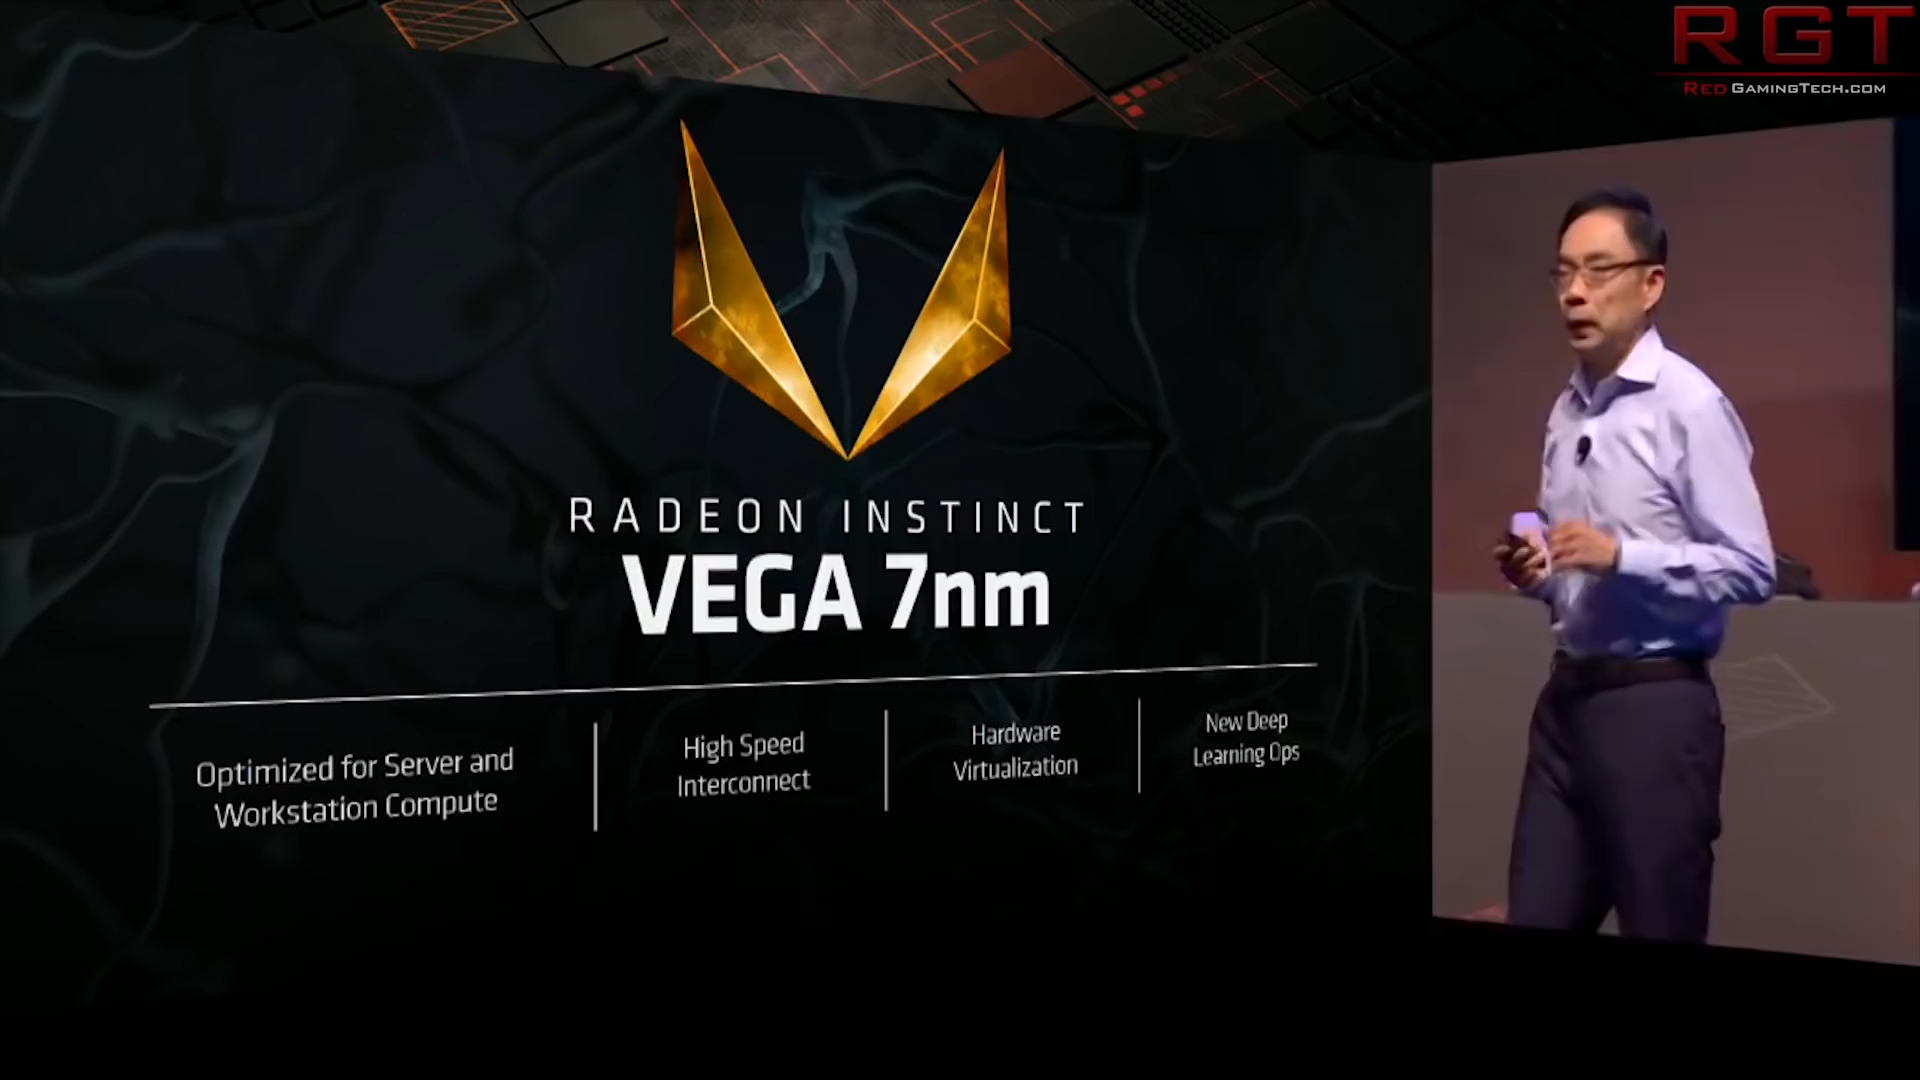 RGT
RED GAMINGTECH.COM
RADEON INSTINCT
VEGA 7nm
Optimized for Server and
Workstation Compute
High Speed
Interconnect
Hardware
Virtualization
New Deep
Learning Ops